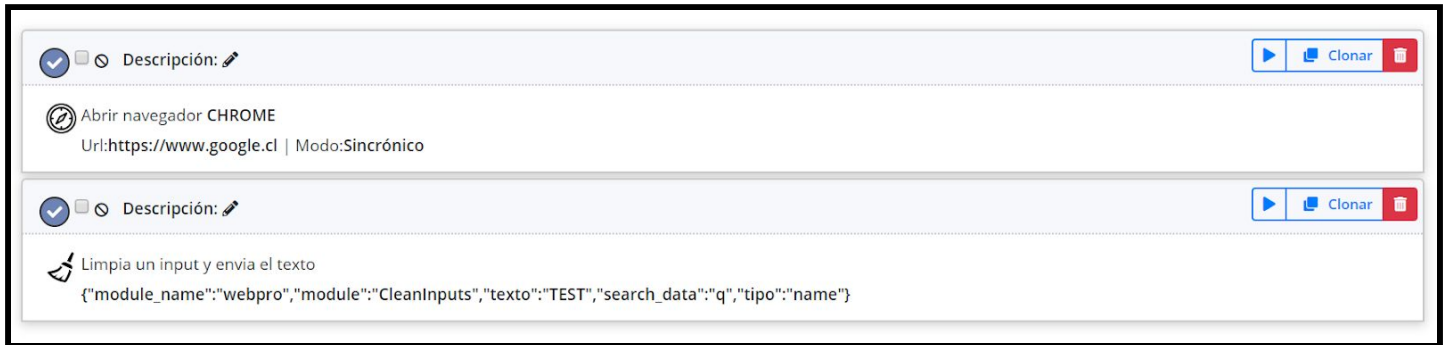 Descripción:
Clonar
Abrir navegador CHROME
Url:https://www.google.cl | Modo:Sincrónico
Descripción:
Clonar
Limpia un input y envia el texto
{"module_name":"webpro","module":"CleanInputs","texto":"TEST","search_data":"q","tipo":"name"}